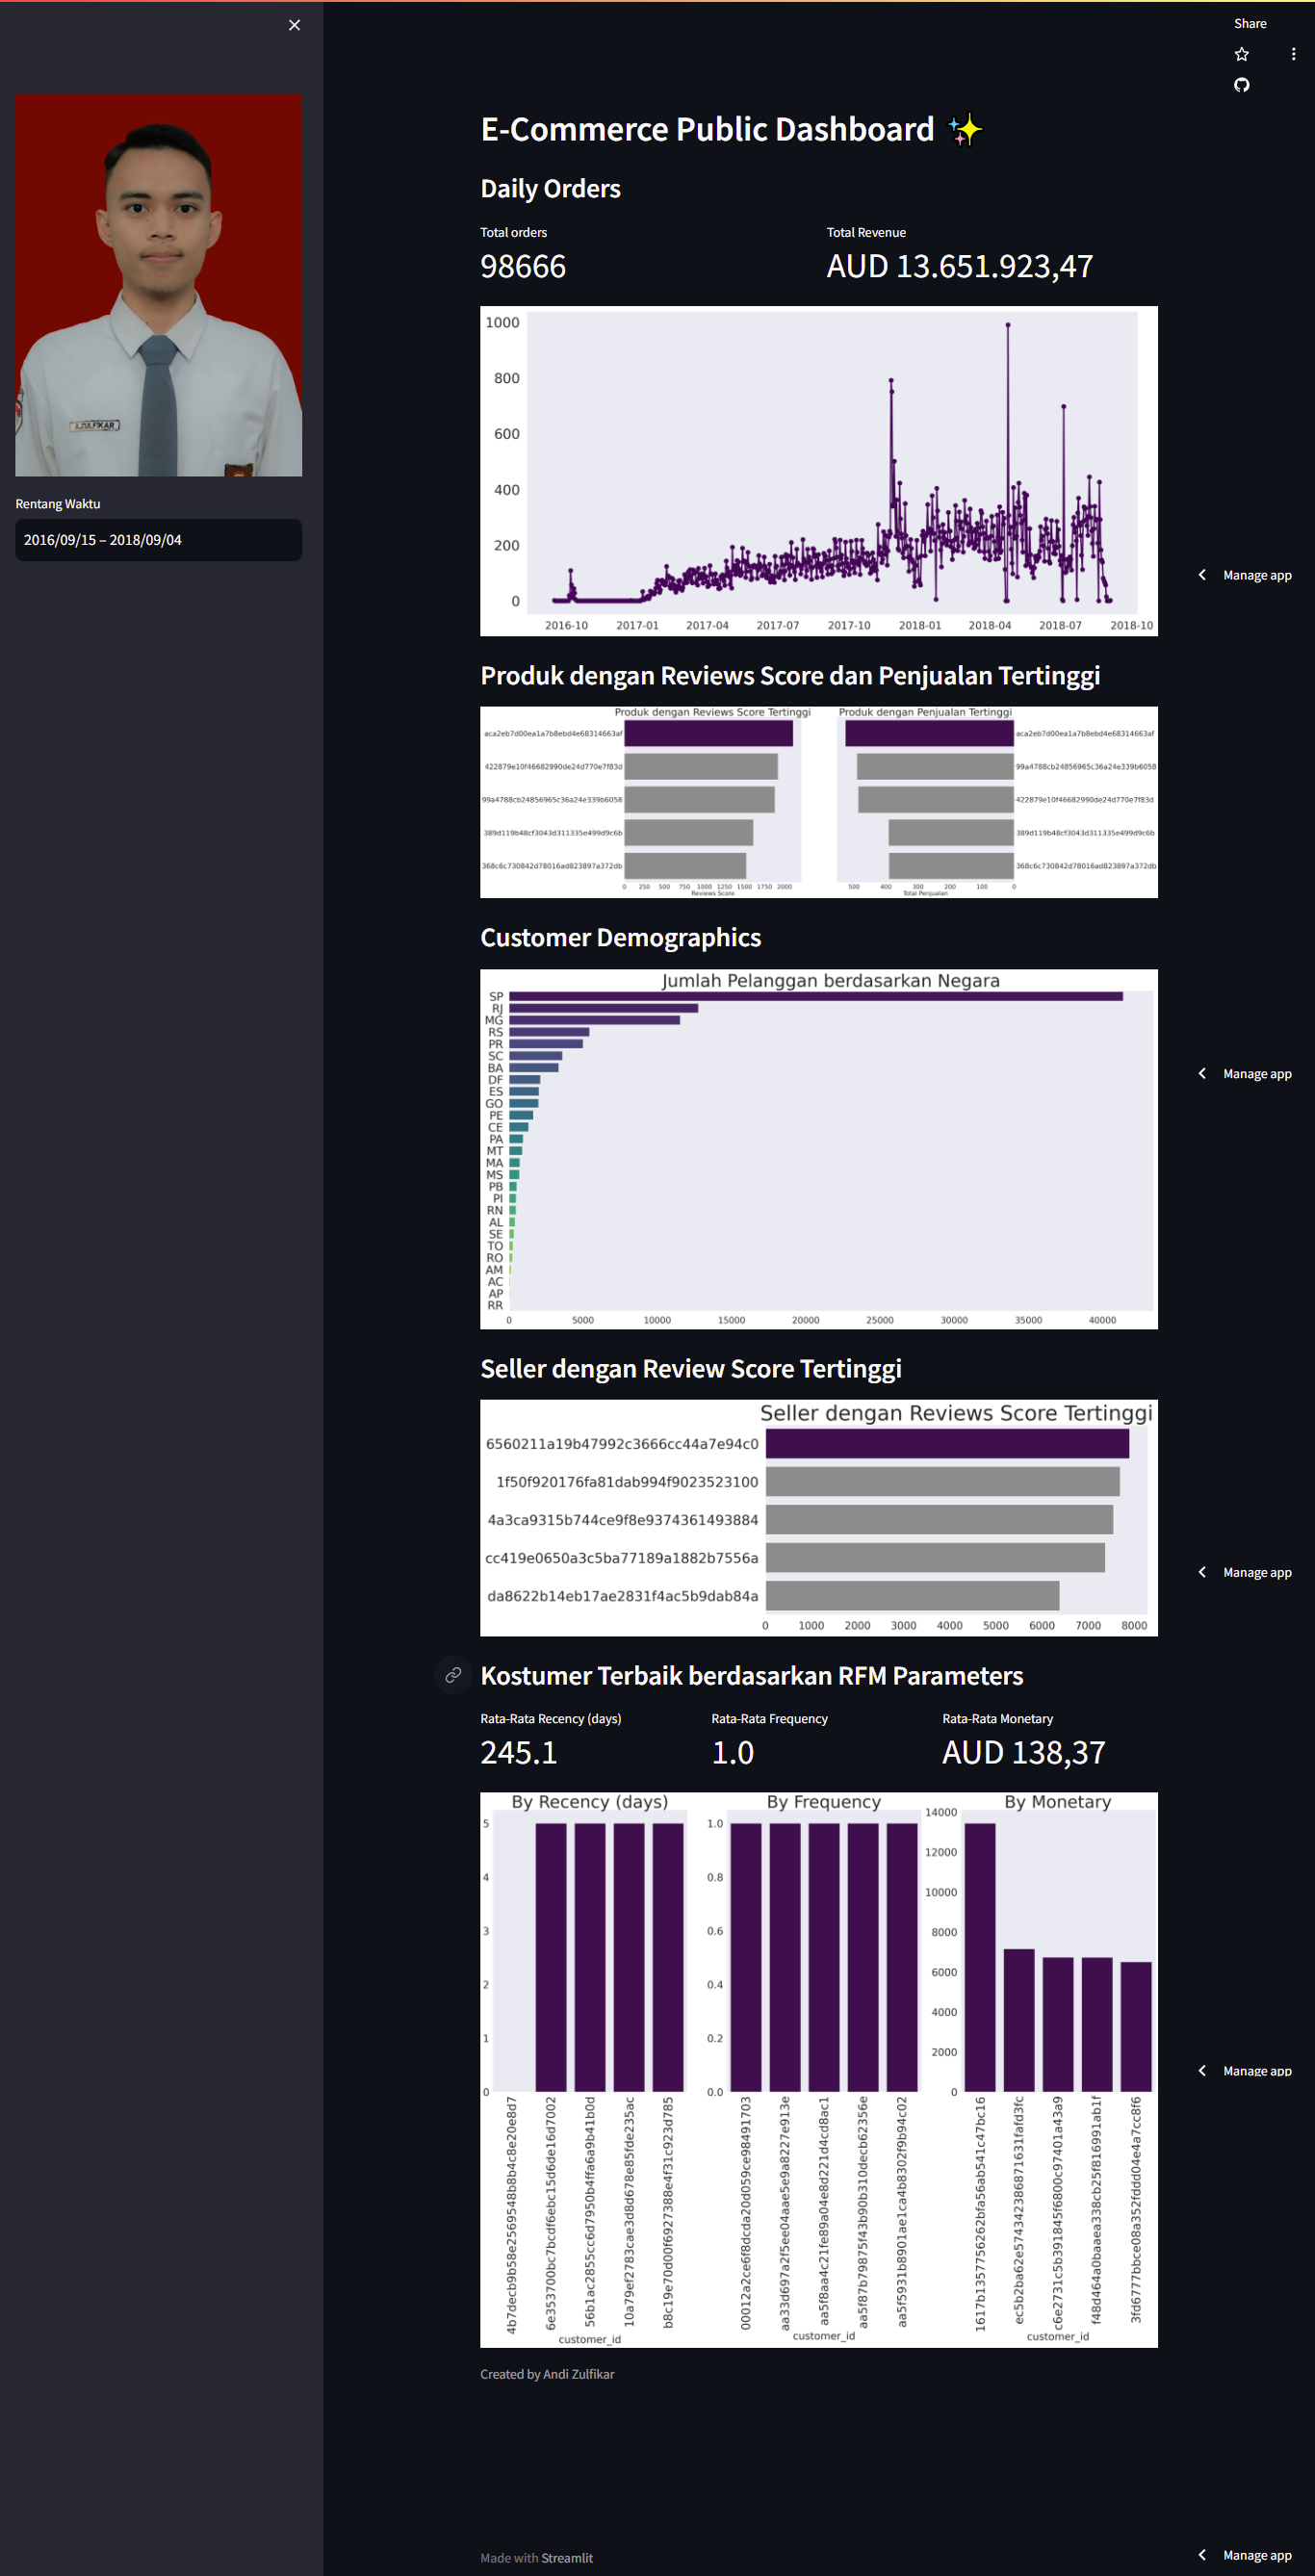 Share
E-Commerce Public Dashboard ✨
Daily Orders
Total orders
98666
Total Revenue
AUD 13.651.923,47
A.ZULFIKAR
Rentang Waktu
2016/09/15 – 2018/09/04
1000
800
600
400
200
0
2016-10 2017-01 2017-04 2017-07 2017-10 2018-01 2018-04 2018-07 2018-10
Manage app
Produk dengan Reviews Score dan Penjualan Tertinggi
Produk dengan Reviews Score Tertinggi
aca2eb7d00ea1a7b8ebd4e68314663af
422879e10f46682990de24d770e7f83d
99a4788cb24856965c36a24e339b6058
389d119b48cf3043d311335e499d9c6b
368c6c730842d78016ad823897a372db
0 250 500 750 1000 1250 1500 1750 2000
Reviews Score
Produk dengan Penjualan Tertinggi
aca2eb7d00ea1a7b8ebd4e68314663af
99a4788cb24856965c36a24e339b6058
422879e10f46682990de24d770e7f83d
389d119b48cf3043d311335e499d9c6b
368c6c730842d78016ad823897a372db
500 400 300 200 100 0
Total Penjualan
Customer Demographics
Jumlah Pelanggan berdasarkan Negara
SP
RJ
MG
RS
PR
SC
BA
DF
ES
GO
PE
CE
PA
MT
MA
MS
PB
PI
RN
AL
SE
TO
RO
AM
AC
AP
RR
0 5000 10000 15000 20000 25000 30000 35000 40000
Manage app
Seller dengan Review Score Tertinggi
Seller dengan Reviews Score Tertinggi
6560211a19b47992c3666cc44a7e94c0
1f50f920176fa81dab994f9023523100
4a3ca9315b744ce9f8e9374361493884
cc419e0650a3c5ba77189a1882b7556a
da8622b14eb17ae2831f4ac5b9dab84a
0 1000 2000 3000 4000 5000 6000 7000 8000
Manage app
Kostumer Terbaik berdasarkan RFM Parameters
Rata-Rata Recency (days)
245.1
Rata-Rata Frequency
1.0
Rata-Rata Monetary
AUD 138,37
By Recency (days)
5
4
3
2
1
0
4b7decb9b58e2569548b8b4c8e20e8d7
6e353700bc7bcdf6ebc15d6de16d7002
56b1ac2855cc6d7950b4ffa6a9b41b0d
10a79ef2783cae3d8d678e85fde235ac
b8c19e70d00f6927388e4f31c923d785
customer_id
By Frequency
1.0
0.8
0.6
0.4
0.2
0.0
00012a2ce6f8dcda20d059ce98491703
aa33d697a2f5ee04aae5e9a8227e913e
aa5f8aa4c21fe89a04e8d221d4cd8ac1
aa5f87b79875f43b90b310decb62356e
aa5f5931b8901ae1ca4b8302f9b94c02
customer_id
By Monetary
14000
12000
10000
8000
6000
4000
2000
0
1617b1357756262bfa56ab541c47bc16
ec5b2ba62e574342386871631fafd3fc
c6e2731c5b391845f6800c97401a43a9
f48d464a0baaea338cb25f816991ab1f
3fd6777bbce08a352fddd04e4a7cc8f6
customer_id
Manage app
Created by Andi Zulfikar
Made with Streamlit
Manage app